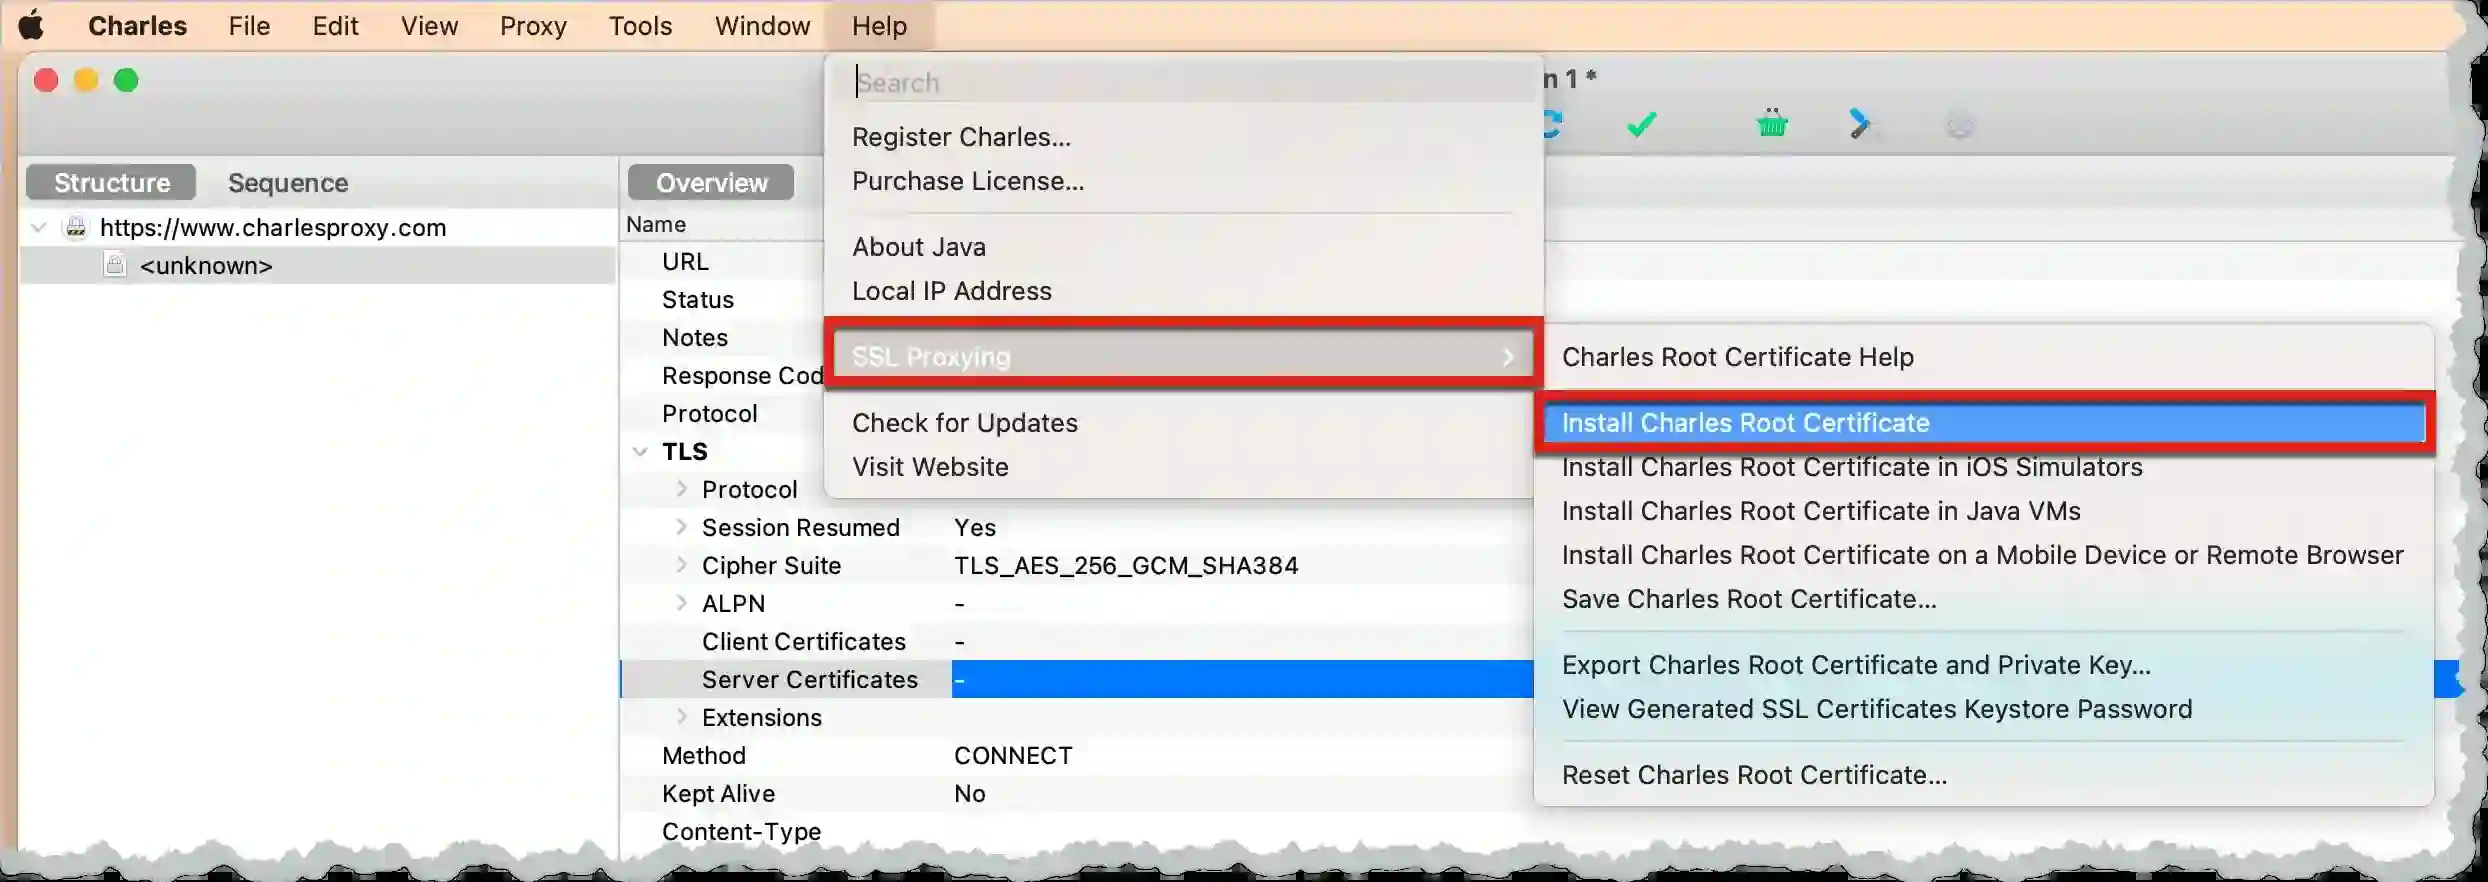 Charles File Edit View Proxy Tools Window Help
n 1 *
Search
Register Charles...
Purchase License...
About Java
Local IP Address
SSL Proxying
Check for Updates
Visit Website
Charles Root Certificate Help
Install Charles Root Certificate
Install Charles Root Certificate in iOS Simulators
Install Charles Root Certificate in Java VMs
Install Charles Root Certificate on a Mobile Device or Remote Browser
Save Charles Root Certificate...
Export Charles Root Certificate and Private Key...
View Generated SSL Certificates Keystore Password
Reset Charles Root Certificate...
Structure Sequence
https://www.charlesproxy.com
<unknown>
Overview
Name
URL
Status
Notes
Response Cod
Protocol
TLS
Protocol
Session Resumed Yes
Cipher Suite TLS_AES_256_GCM_SHA384
ALPN -
Client Certificates -
Server Certificates -
Extensions
Method CONNECT
Kept Alive No
Content-Type